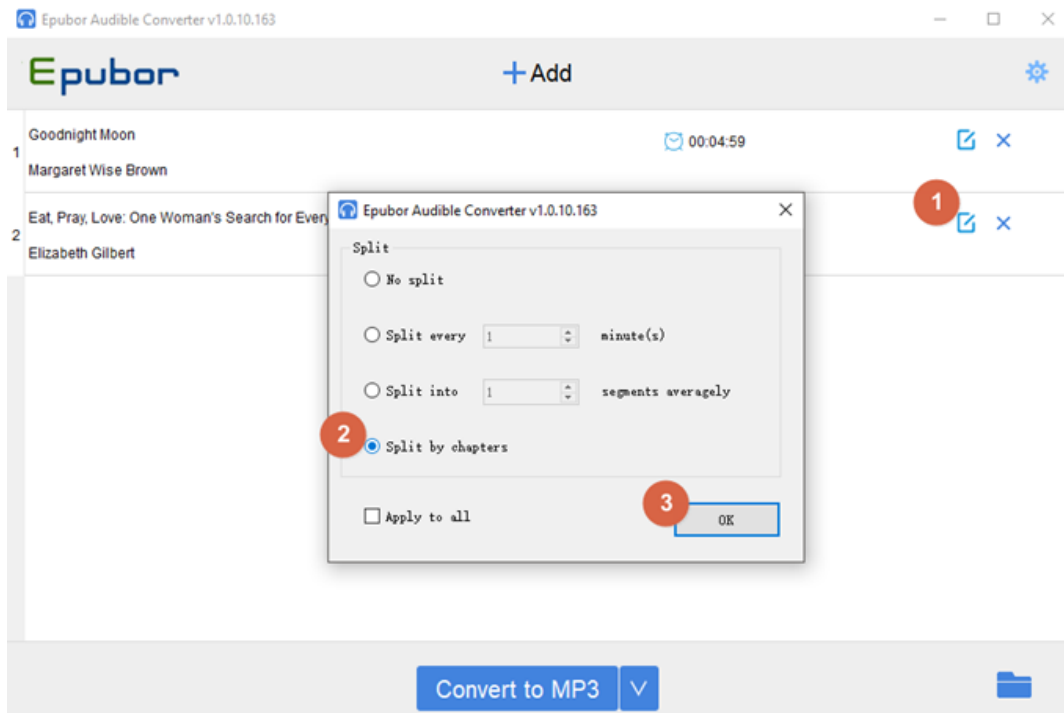 Epubor Audible Converter v1.0.10.163
Epubor
+ Add
1
Goodnight Moon
00:04:59
Margaret Wise Brown
2
Eat, Pray, Love: One Woman's Search for Every
1
Elizabeth Gilbert
Epubor Audible Converter v1.0.10.163
Split
No split
Split every 1 minute(s)
Split into 1 segments averagely
2
Split by chapters
Apply to all
3
OK
Convert to MP3